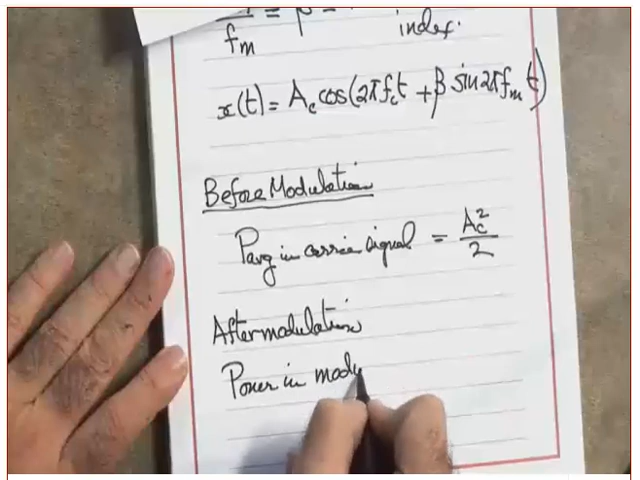 fm = β =
index.
x(t) = Ac cos(2πfct + β sin2πfmt)
Before Modulation
Pavg in carrier signal = Ac²/2
After modulation
Power in modu